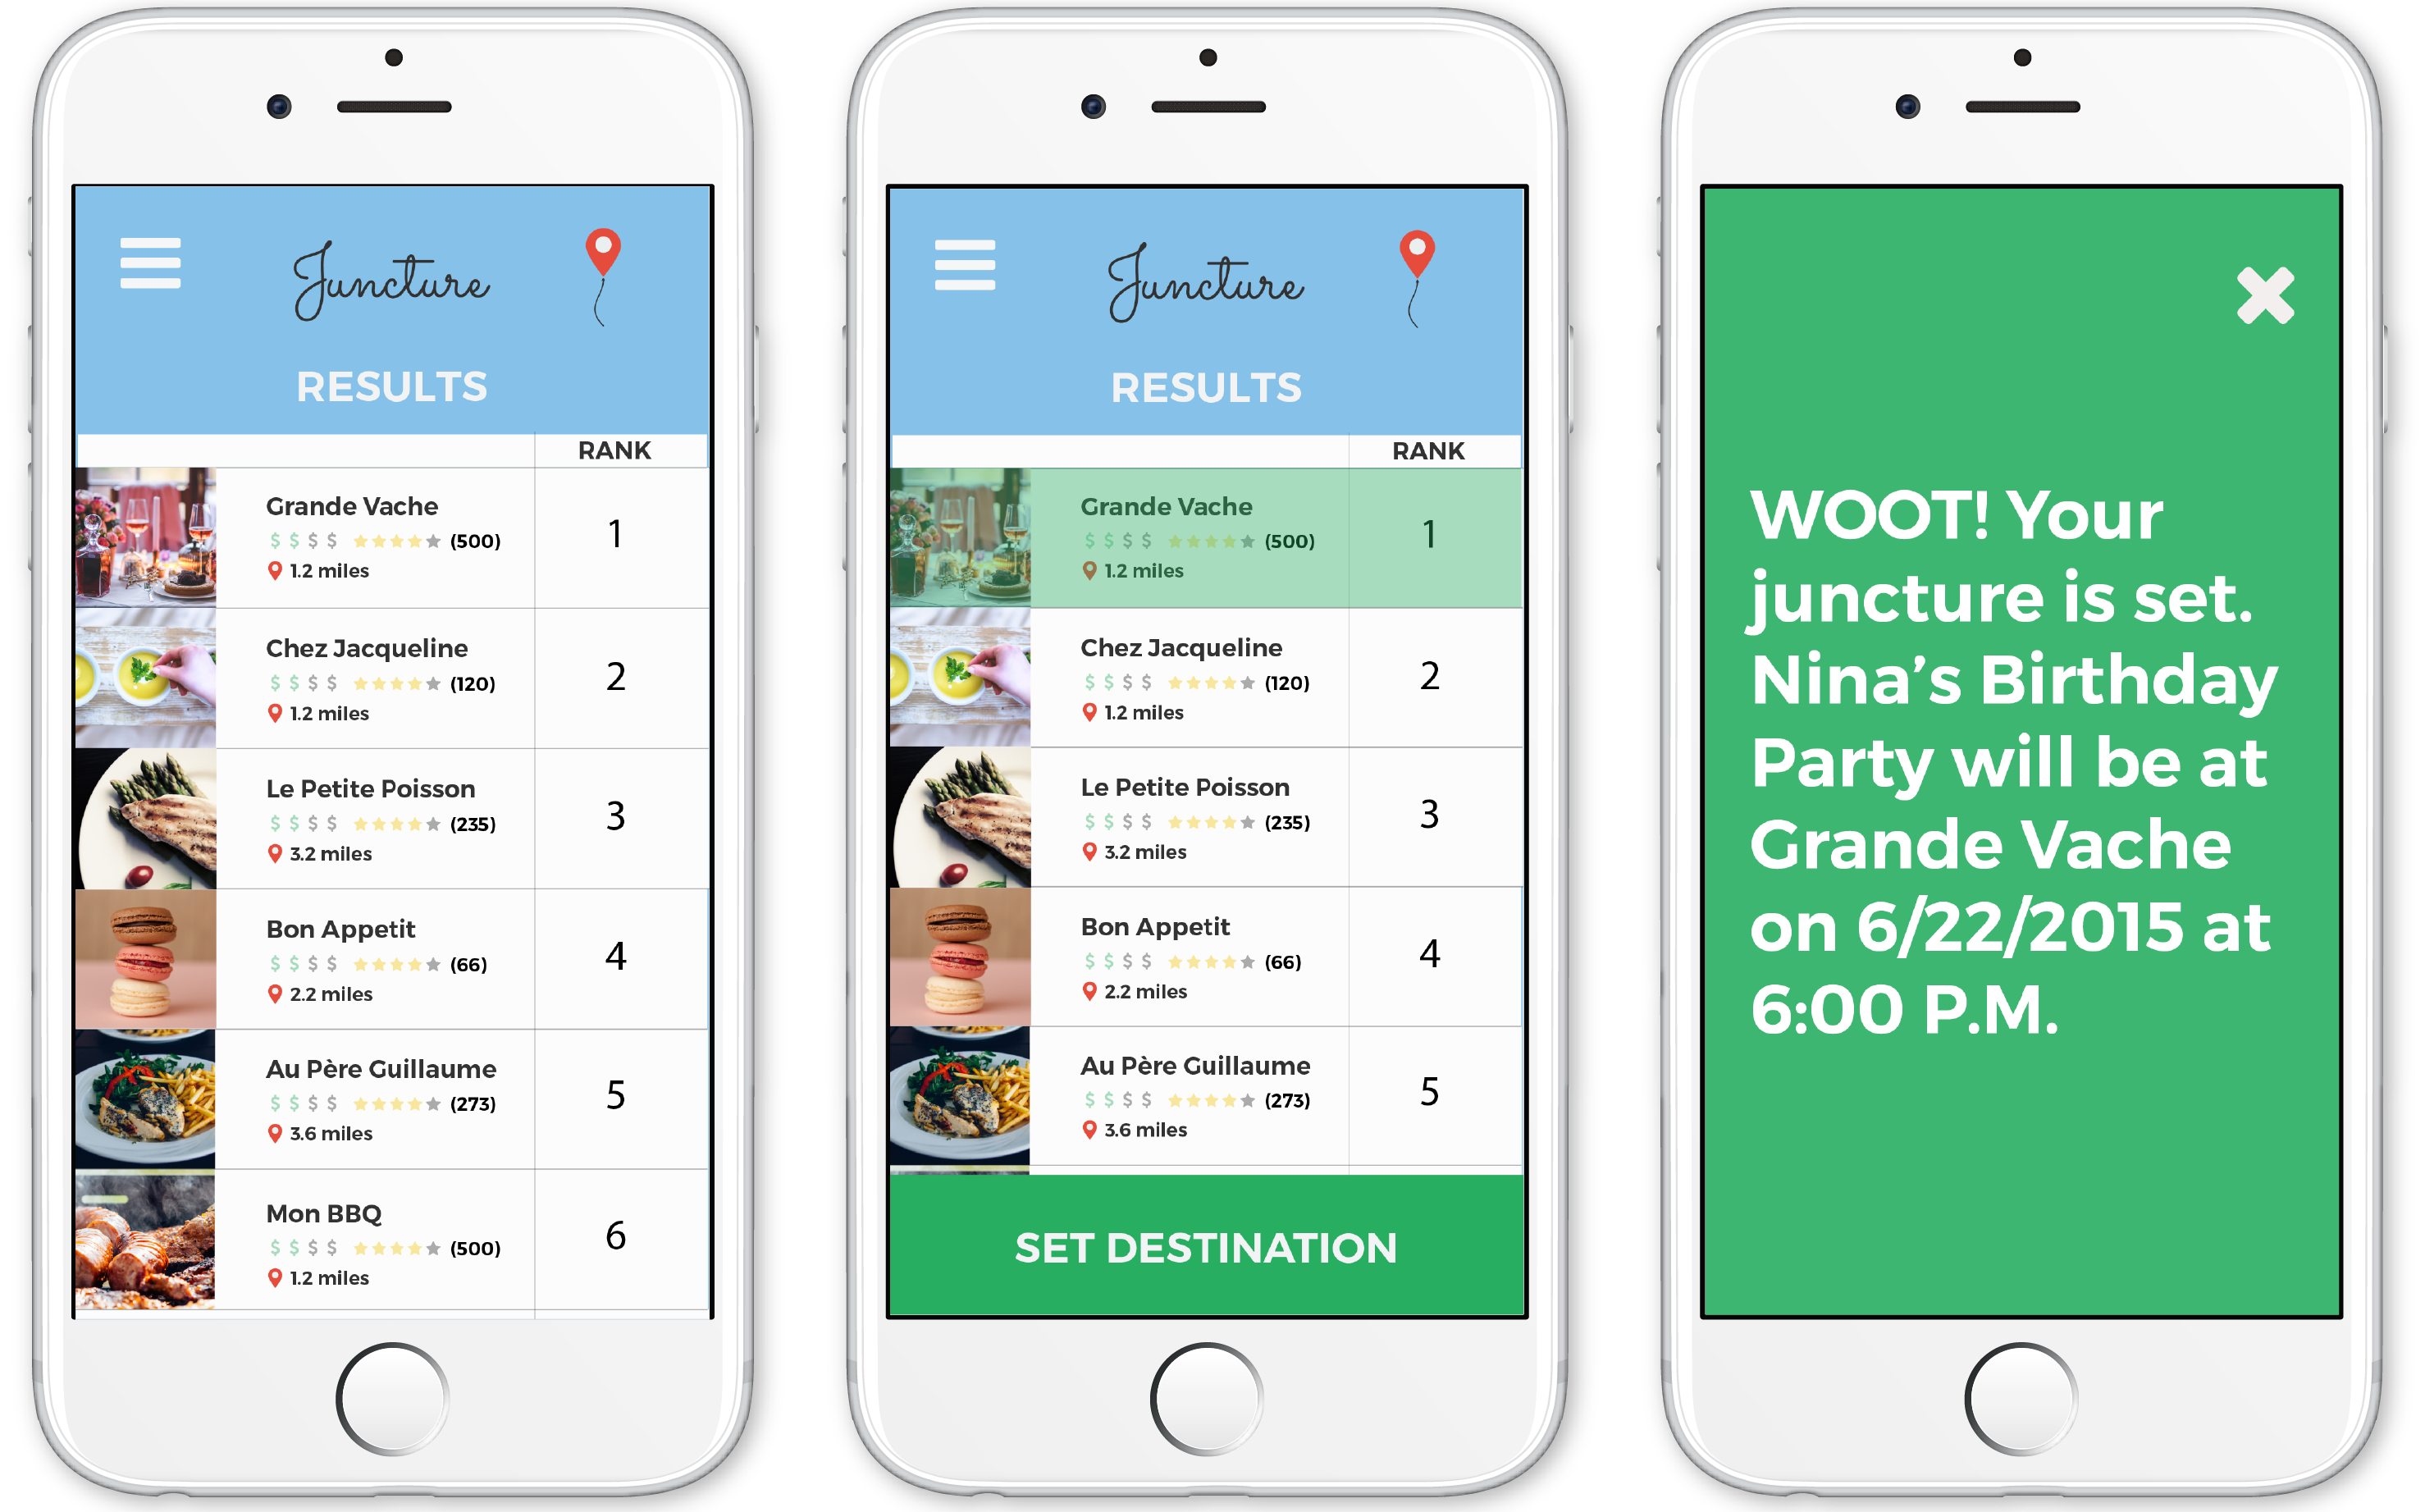 Juncture
RESULTS
RANK
Grande Vache
$ $ $ $ (500)
1.2 miles
1
Chez Jacqueline
$ $ $ $ (120)
1.2 miles
2
Le Petite Poisson
$ $ $ $ (235)
3.2 miles
3
Bon Appetit
$ $ $ $ (66)
2.2 miles
4
Au Père Guillaume
$ $ $ $ (273)
3.6 miles
5
Mon BBQ
$ $ $ $ (500)
1.2 miles
6
Juncture
RESULTS
RANK
Grande Vache
$ $ $ $ (500)
1.2 miles
1
Chez Jacqueline
$ $ $ $ (120)
1.2 miles
2
Le Petite Poisson
$ $ $ $ (235)
3.2 miles
3
Bon Appetit
$ $ $ $ (66)
2.2 miles
4
Au Père Guillaume
$ $ $ $ (273)
3.6 miles
5
SET DESTINATION
WOOT! Your
juncture is set.
Nina’s Birthday
Party will be at
Grande Vache
on 6/22/2015 at
6:00 P.M.